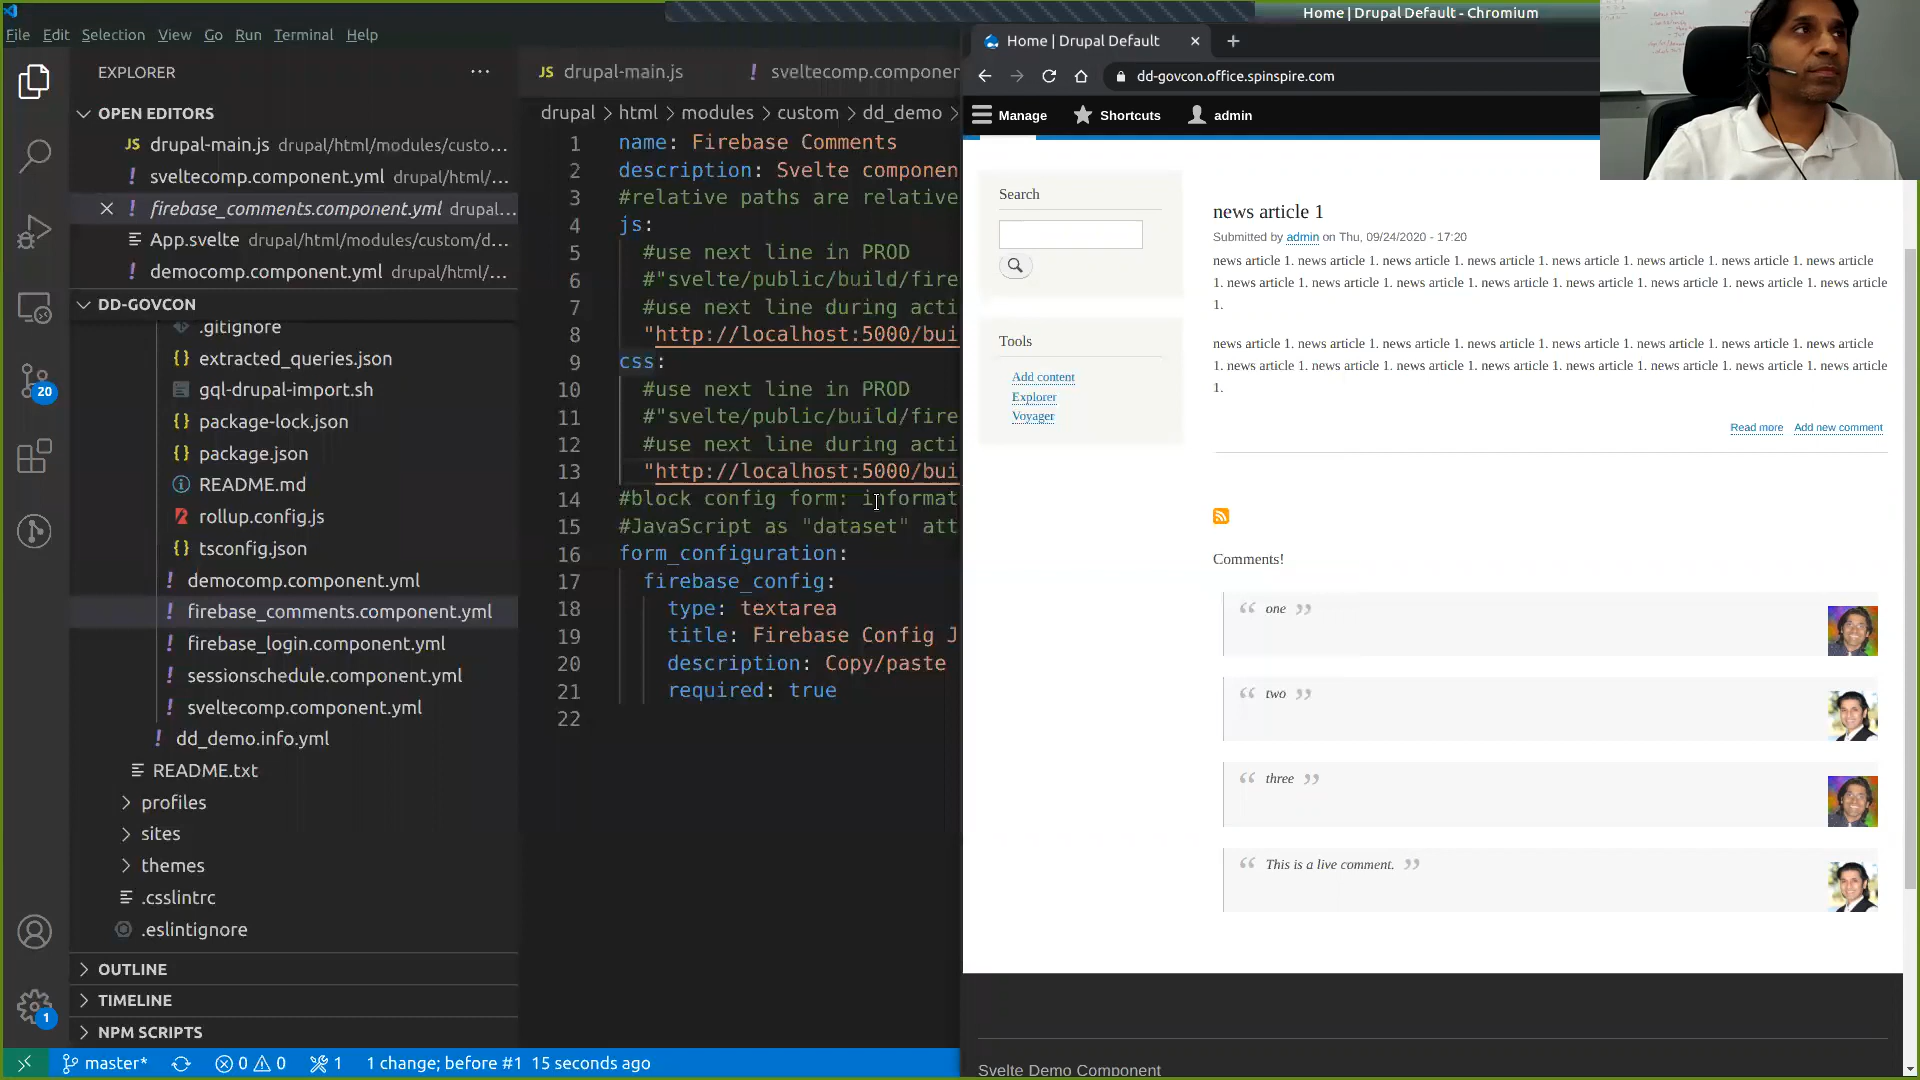 Home | Drupal Default - Chromium
File Edit Selection View Go Run Terminal Help
EXPLORER
OPEN EDITORS
JS drupal-main.js drupal/html/modules/custo...
! sveltecomp.component.yml drupal/html/...
! firebase_comments.component.yml drupal...
App.svelte drupal/html/modules/custom/d...
! democomp.component.yml drupal/html/...
DD-GOVCON
.gitignore
extracted_queries.json
gql-drupal-import.sh
package-lock.json
package.json
README.md
rollup.config.js
tsconfig.json
! democomp.component.yml
! firebase_comments.component.yml
! firebase_login.component.yml
! sessionschedule.component.yml
! sveltecomp.component.yml
! dd_demo.info.yml
README.txt
profiles
sites
themes
.csslintrc
.eslintignore
OUTLINE
TIMELINE
NPM SCRIPTS
20
1
master* 0 0 1 1 change; before #1 15 seconds ago
JS drupal-main.js ! sveltecomp.componer
drupal > html > modules > custom > dd_demo >
1 name: Firebase Comments
2 description: Svelte componen
3 #relative paths are relative
4 js:
5 #use next line in PROD
6 #"svelte/public/build/fire
7 #use next line during acti
8 "http://localhost:5000/bui
9 css:
10 #use next line in PROD
11 #"svelte/public/build/fire
12 #use next line during acti
13 "http://localhost:5000/bui
14 #block config form: informat
15 #JavaScript as "dataset" att
16 form_configuration:
17 firebase_config:
18 type: textarea
19 title: Firebase Config J
20 description: Copy/paste
21 required: true
22
Home | Drupal Default
dd-govcon.office.spinspire.com
Manage Shortcuts admin
Search
Tools
Add content
Explorer
Voyager
news article 1
Submitted by admin on Thu, 09/24/2020 - 17:20
news article 1. news article 1. news article 1. news article 1. news article 1. news article 1. news article 1. news article
1. news article 1. news article 1. news article 1. news article 1. news article 1. news article 1. news article 1. news article
1.
news article 1. news article 1. news article 1. news article 1. news article 1. news article 1. news article 1. news article
1. news article 1. news article 1. news article 1. news article 1. news article 1. news article 1. news article 1. news article
1.
Read more Add new comment
Comments!
“ one ”
“ two ”
“ three ”
“ This is a live comment. ”
Svelte Demo Component